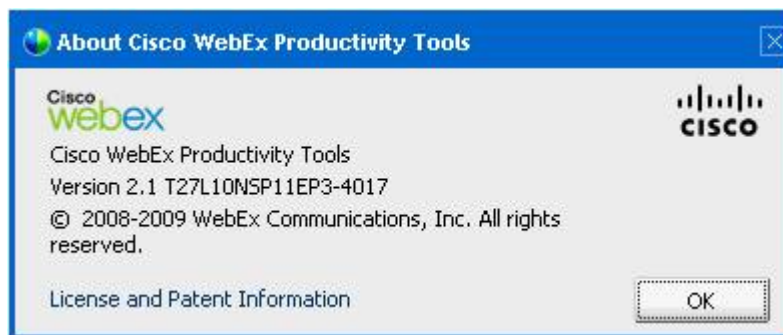 About Cisco WebEx Productivity Tools
Cisco
webex
CISCO
Cisco WebEx Productivity Tools
Version 2.1 T27L10NSP11EP3-4017
© 2008-2009 WebEx Communications, Inc. All rights
reserved.
License and Patent Information
OK